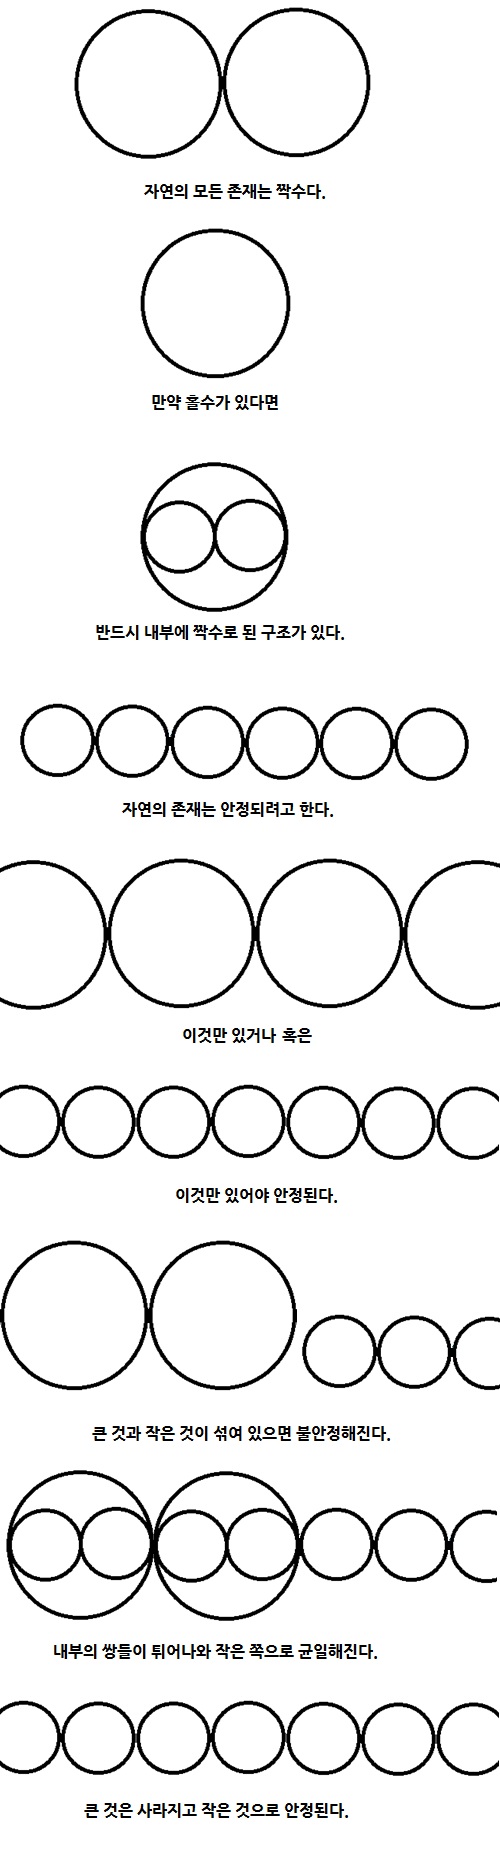 자연의 모든 존재는 짝수다.
만약 홀수가 있다면
반드시 내부에 짝수로 된 구조가 있다.
자연의 존재는 안정되려고 한다.
이것만 있거나 혹은
이것만 있어야 안정된다.
큰 것과 작은 것이 섞여 있으면 불안정해진다.
내부의 쌍들이 튀어나와 작은 쪽으로 균일해진다.
큰 것은 사라지고 작은 것으로 안정된다.